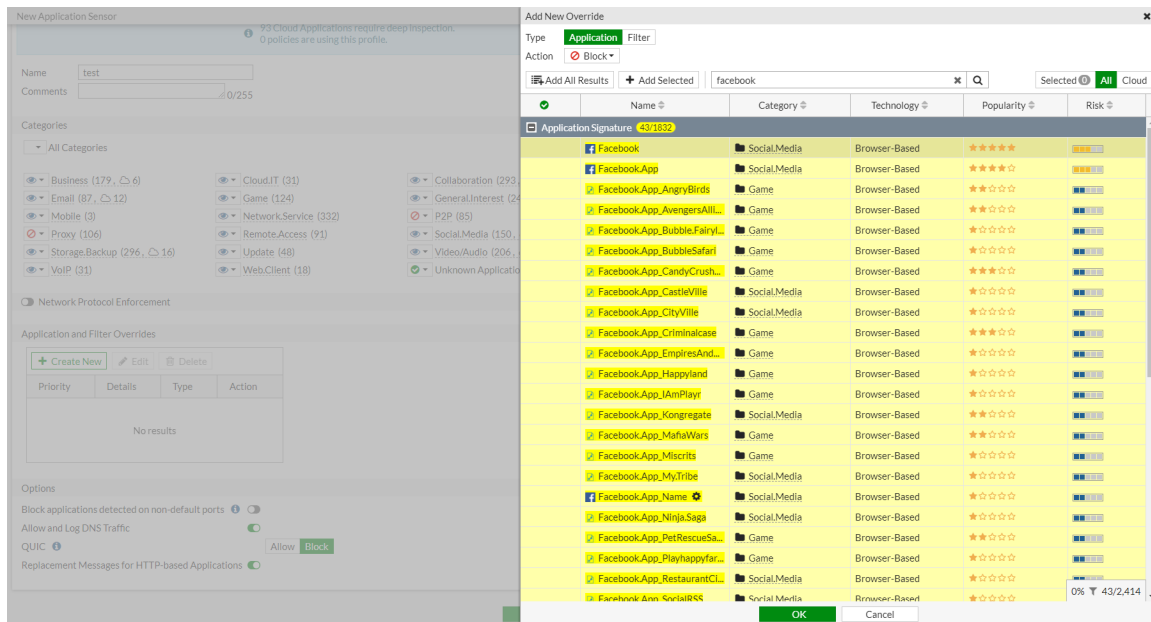 New Application Sensor
93 Cloud Applications require deep inspection.
0 policies are using this profile.
Name test
Comments 0/255
Categories
All Categories
Business (179, 6) Cloud.IT (31) Collaboration (293,
Email (87, 12) Game (124) General.Interest (24
Mobile (3) Network.Service (332) P2P (85)
Proxy (106) Remote.Access (91) Social.Media (150,
Storage.Backup (296, 16) Update (48) Video/Audio (206,
VoIP (31) Web.Client (18) Unknown Applicatio
Network Protocol Enforcement
Application and Filter Overrides
Create New Edit Delete
Priority Details Type Action
No results
Options
Block applications detected on non-default ports
Allow and Log DNS Traffic
QUIC Allow Block
Replacement Messages for HTTP-based Applications
Add New Override
Type Application Filter
Action Block
Add All Results Add Selected facebook Selected 0 All Cloud
Name Category Technology Popularity Risk
Application Signature 43/1832
Facebook Social.Media Browser-Based
Facebook.App Social.Media Browser-Based
Facebook.App_AngryBirds Game Browser-Based
Facebook.App_AvengersAlli... Game Browser-Based
Facebook.App_Bubble.Fairyl... Game Browser-Based
Facebook.App_BubbleSafari Game Browser-Based
Facebook.App_CandyCrush... Game Browser-Based
Facebook.App_CastleVille Social.Media Browser-Based
Facebook.App_CityVille Social.Media Browser-Based
Facebook.App_Criminalcase Game Browser-Based
Facebook.App_EmpiresAnd... Game Browser-Based
Facebook.App_Happyland Game Browser-Based
Facebook.App_IAmPlayr Game Browser-Based
Facebook.App_Kongregate Social.Media Browser-Based
Facebook.App_MafiaWars Game Browser-Based
Facebook.App_Miscrits Game Browser-Based
Facebook.App_My.Tribe Social.Media Browser-Based
Facebook.App_Name Social.Media Browser-Based
Facebook.App_Ninja.Saga Social.Media Browser-Based
Facebook.App_PetRescueSa... Game Browser-Based
Facebook.App_Playhappyfar... Game Browser-Based
Facebook.App_RestaurantCi... Social.Media Browser-Based
Facebook.App_SocialRSS Social.Media Browser-Based
0% 43/2,414
OK Cancel